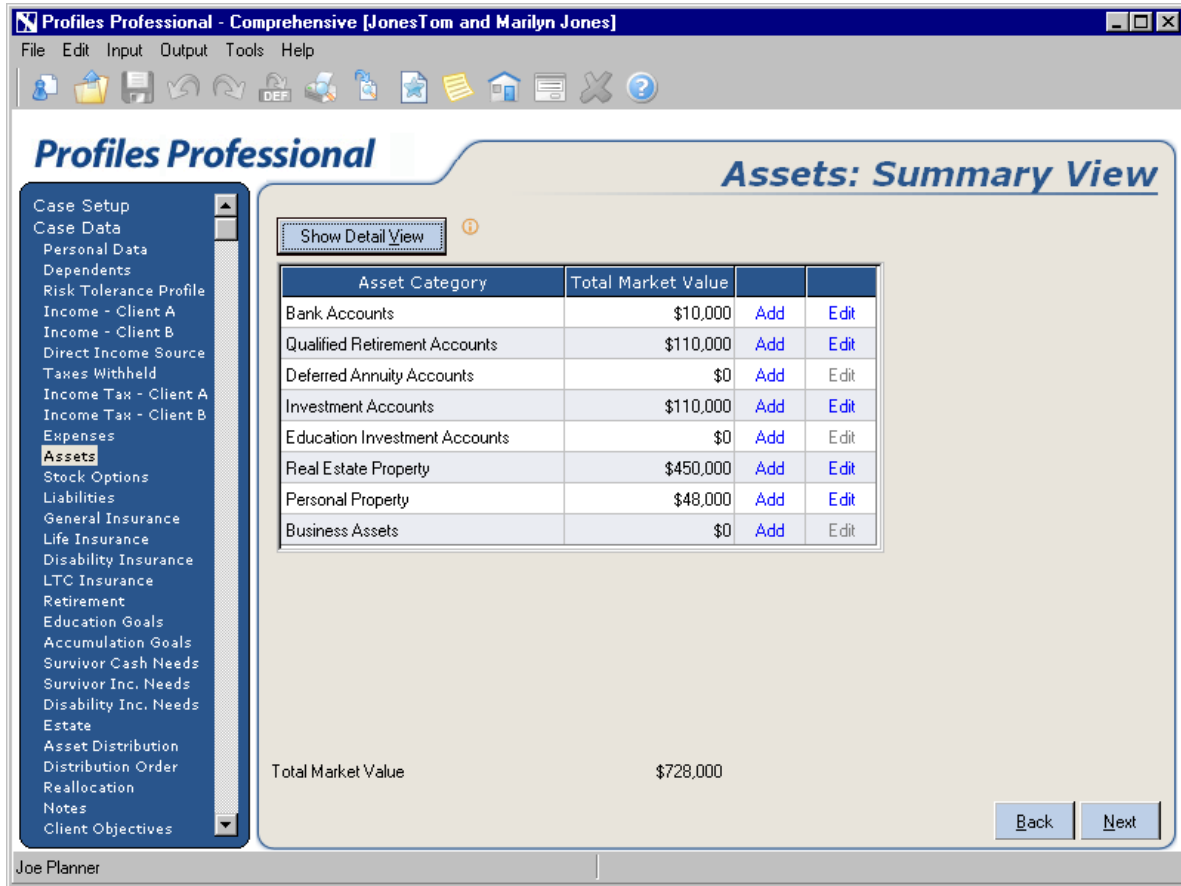 Profiles Professional - Comprehensive [JonesTom and Marilyn Jones]
File Edit Input Output Tools Help
DEF
Profiles Professional
Assets: Summary View
Case Setup
Case Data
Personal Data
Dependents
Risk Tolerance Profile
Income - Client A
Income - Client B
Direct Income Source
Taxes Withheld
Income Tax - Client A
Income Tax - Client B
Expenses
Assets
Stock Options
Liabilities
General Insurance
Life Insurance
Disability Insurance
LTC Insurance
Retirement
Education Goals
Accumulation Goals
Survivor Cash Needs
Survivor Inc. Needs
Disability Inc. Needs
Estate
Asset Distribution
Distribution Order
Reallocation
Notes
Client Objectives
Show Detail View
Asset Category Total Market Value
Bank Accounts $10,000 Add Edit
Qualified Retirement Accounts $110,000 Add Edit
Deferred Annuity Accounts $0 Add Edit
Investment Accounts $110,000 Add Edit
Education Investment Accounts $0 Add Edit
Real Estate Property $450,000 Add Edit
Personal Property $48,000 Add Edit
Business Assets $0 Add Edit
Total Market Value $728,000
Back Next
Joe Planner